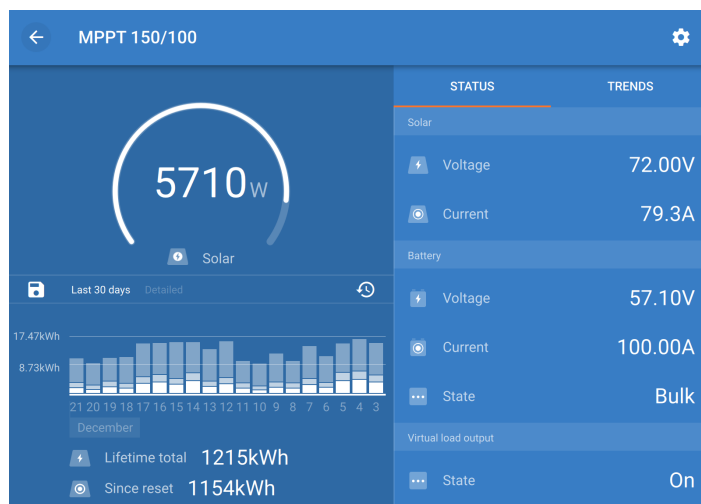 MPPT 150/100
5710W
Solar
Last 30 days Detailed
17.47kWh
8.73kWh
21 20 19 18 17 16 15 14 13 12 11 10 9 8 7 6 5 4 3
December
Lifetime total 1215kWh
Since reset 1154kWh
STATUS TRENDS
Solar
Voltage 72.00V
Current 79.3A
Battery
Voltage 57.10V
Current 100.00A
State Bulk
Virtual load output
State On